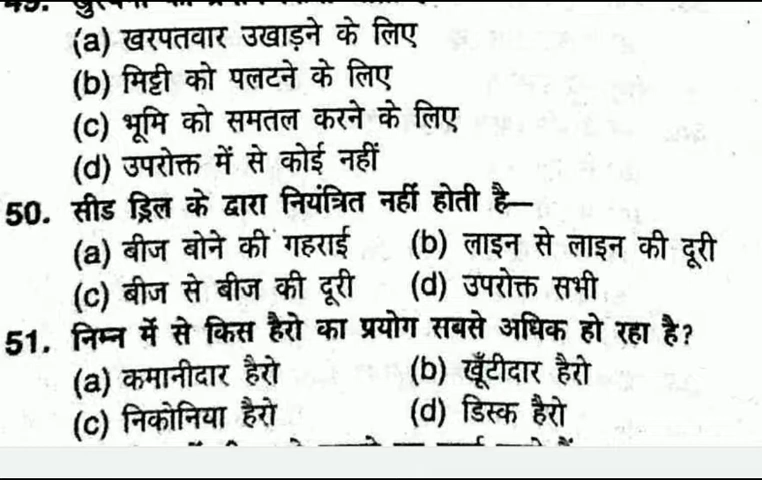 49.
(a) खरपतवार उखाड़ने के लिए
(b) मिट्टी को पलटने के लिए
(c) भूमि को समतल करने के लिए
(d) उपरोक्त में से कोई नहीं
50. सीड ड्रिल के द्वारा नियंत्रित नहीं होती है—
(a) बीज बोने की गहराई (b) लाइन से लाइन की दूरी
(c) बीज से बीज की दूरी (d) उपरोक्त सभी
51. निम्न में से किस हैरो का प्रयोग सबसे अधिक हो रहा है?
(a) कमानीदार हैरो (b) खूँटीदार हैरो
(c) निकोनिया हैरो (d) डिस्क हैरो